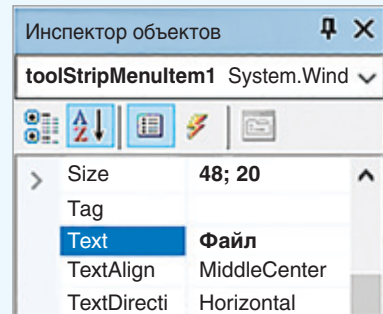 Инспектор объектов
toolStripMenuItem1 System.Wind
Size 48; 20
Tag
Text Файл
TextAlign MiddleCenter
TextDirecti Horizontal